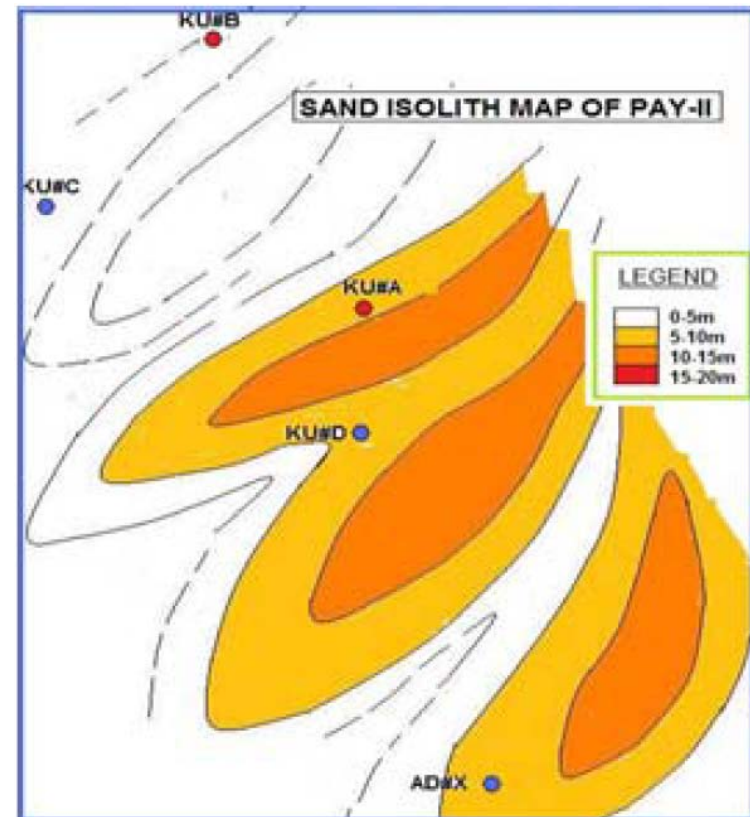 KU#B
SAND ISOLITH MAP OF PAY-II
KU#C
LEGEND
KU#A
0-5m
5-10m
10-15m
15-20m
KU#D
AD#X